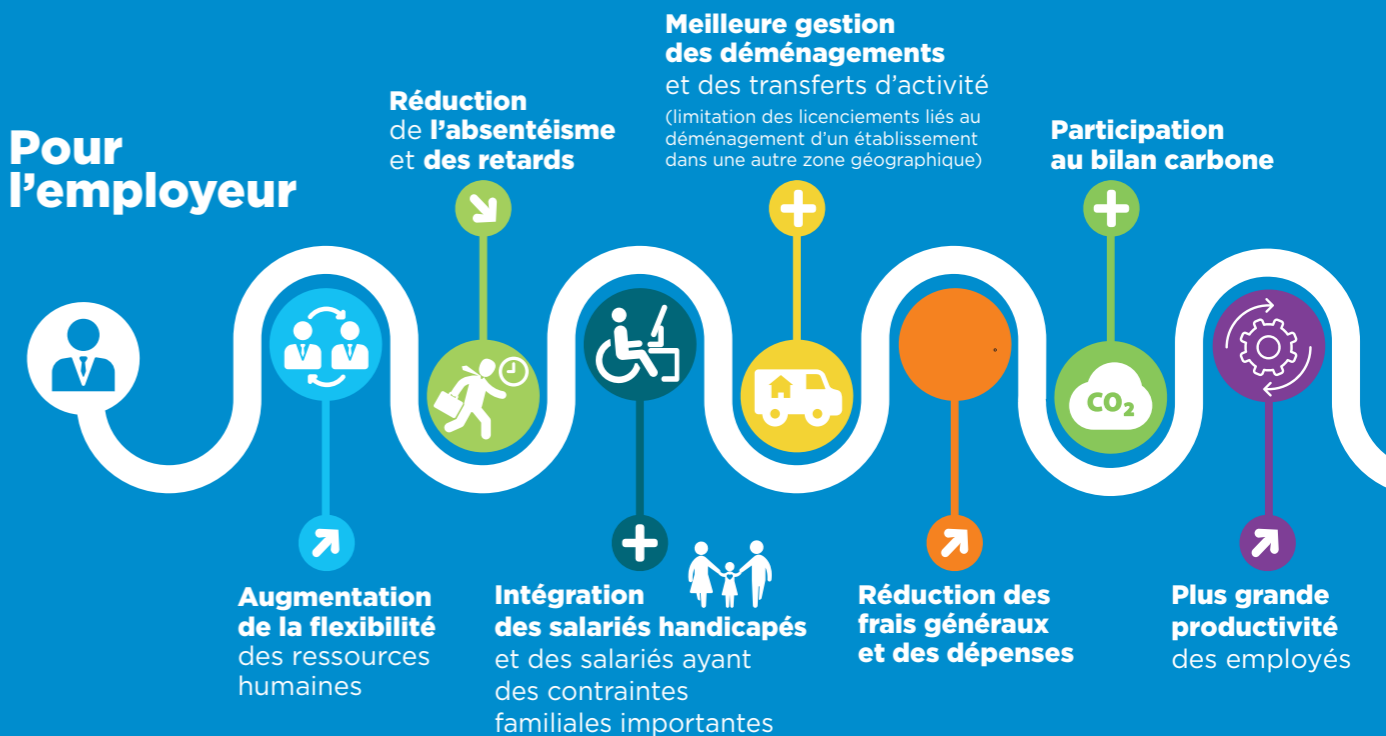 Pour
l'employeur
Augmentation
de la flexibilité
des ressources
humaines
Réduction
de l'absentéisme
et des retards
Intégration
des salariés handicapés
et des salariés ayant
des contraintes
familiales importantes
Meilleure gestion
des déménagements
et des transferts d'activité
(limitation des licenciements liés au
déménagement d'un établissement
dans une autre zone géographique)
Réduction des
frais généraux
et des dépenses
Participation
au bilan carbone
CO₂
Plus grande
productivité
des employés